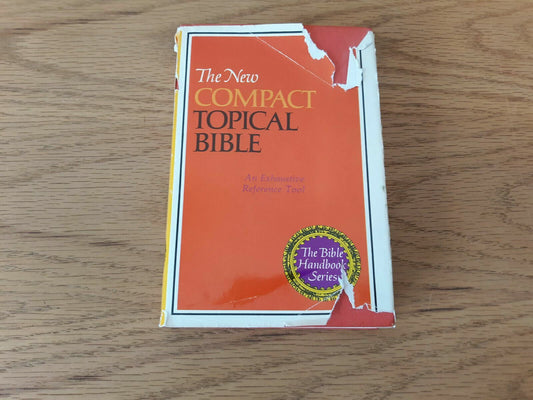 The New
COMPACT
TOPICAL
BIBLE
An Exhaustive
Reference Tool
The Bible
Handbook
Series